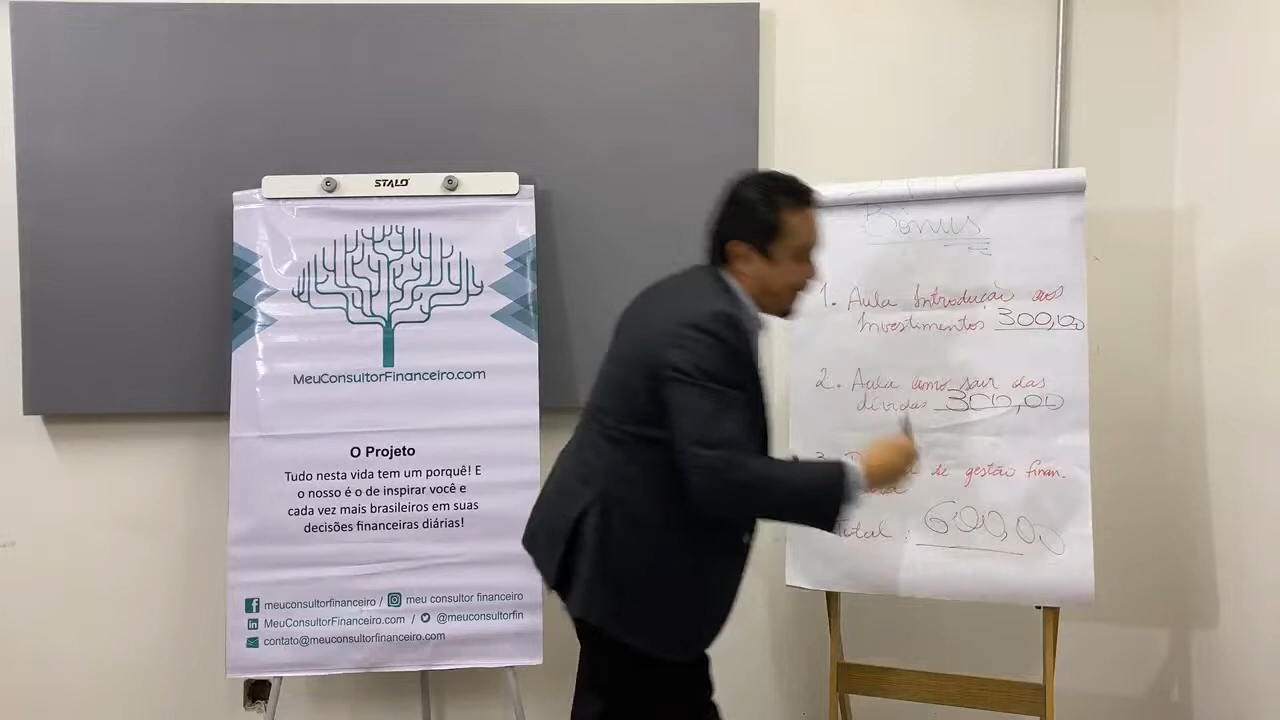 STALO
MeuConsultorFinanceiro.com
O Projeto
Tudo nesta vida tem um porquê! E
o nosso é o de inspirar você e
cada vez mais brasileiros em suas
decisões financeiras diárias!
meuconsultorfinanceiro / meu consultor financeiro
MeuConsultorFinanceiro.com / @meuconsultorfin
contato@meuconsultorfinanceiro.com
Bônus
1. Aula Introdução aos
Investimentos 300,00
2. Aula como sair das
dívidas 300,00
de gestão finan.
Total : 600,00